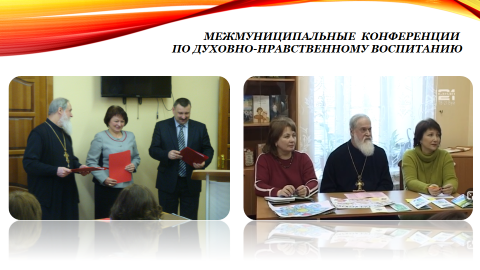 МЕЖМУНИЦИПАЛЬНЫЕ КОНФЕРЕНЦИИ
ПО ДУХОВНО-НРАВСТВЕННОМУ ВОСПИТАНИЮ